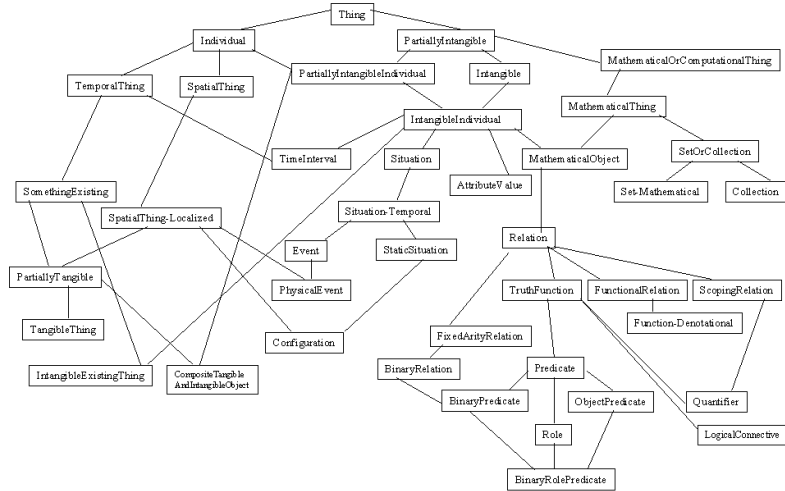 Thing
Individual
PartiallyIntangible
MathematicalOrComputationalThing
PartiallyIntangibleIndividual
Intangible
TemporalThing
SpatialThing
MathematicalThing
IntangibleIndividual
TimeInterval
Situation
MathematicalObject
SetOrCollection
AttributeValue
SomethingExisting
Set-Mathematical
Collection
SpatialThing-Localized
Situation-Temporal
Relation
Event
StaticSituation
PartiallyTangible
PhysicalEvent
TruthFunction
FunctionalRelation
ScopingRelation
TangibleThing
Function-Denotational
Configuration
FixedArityRelation
IntangibleExistingThing
CompositeTangible
AndIntangibleObject
BinaryRelation
Predicate
BinaryPredicate
ObjectPredicate
Quantifier
Role
LogicalConnective
BinaryRolePredicate